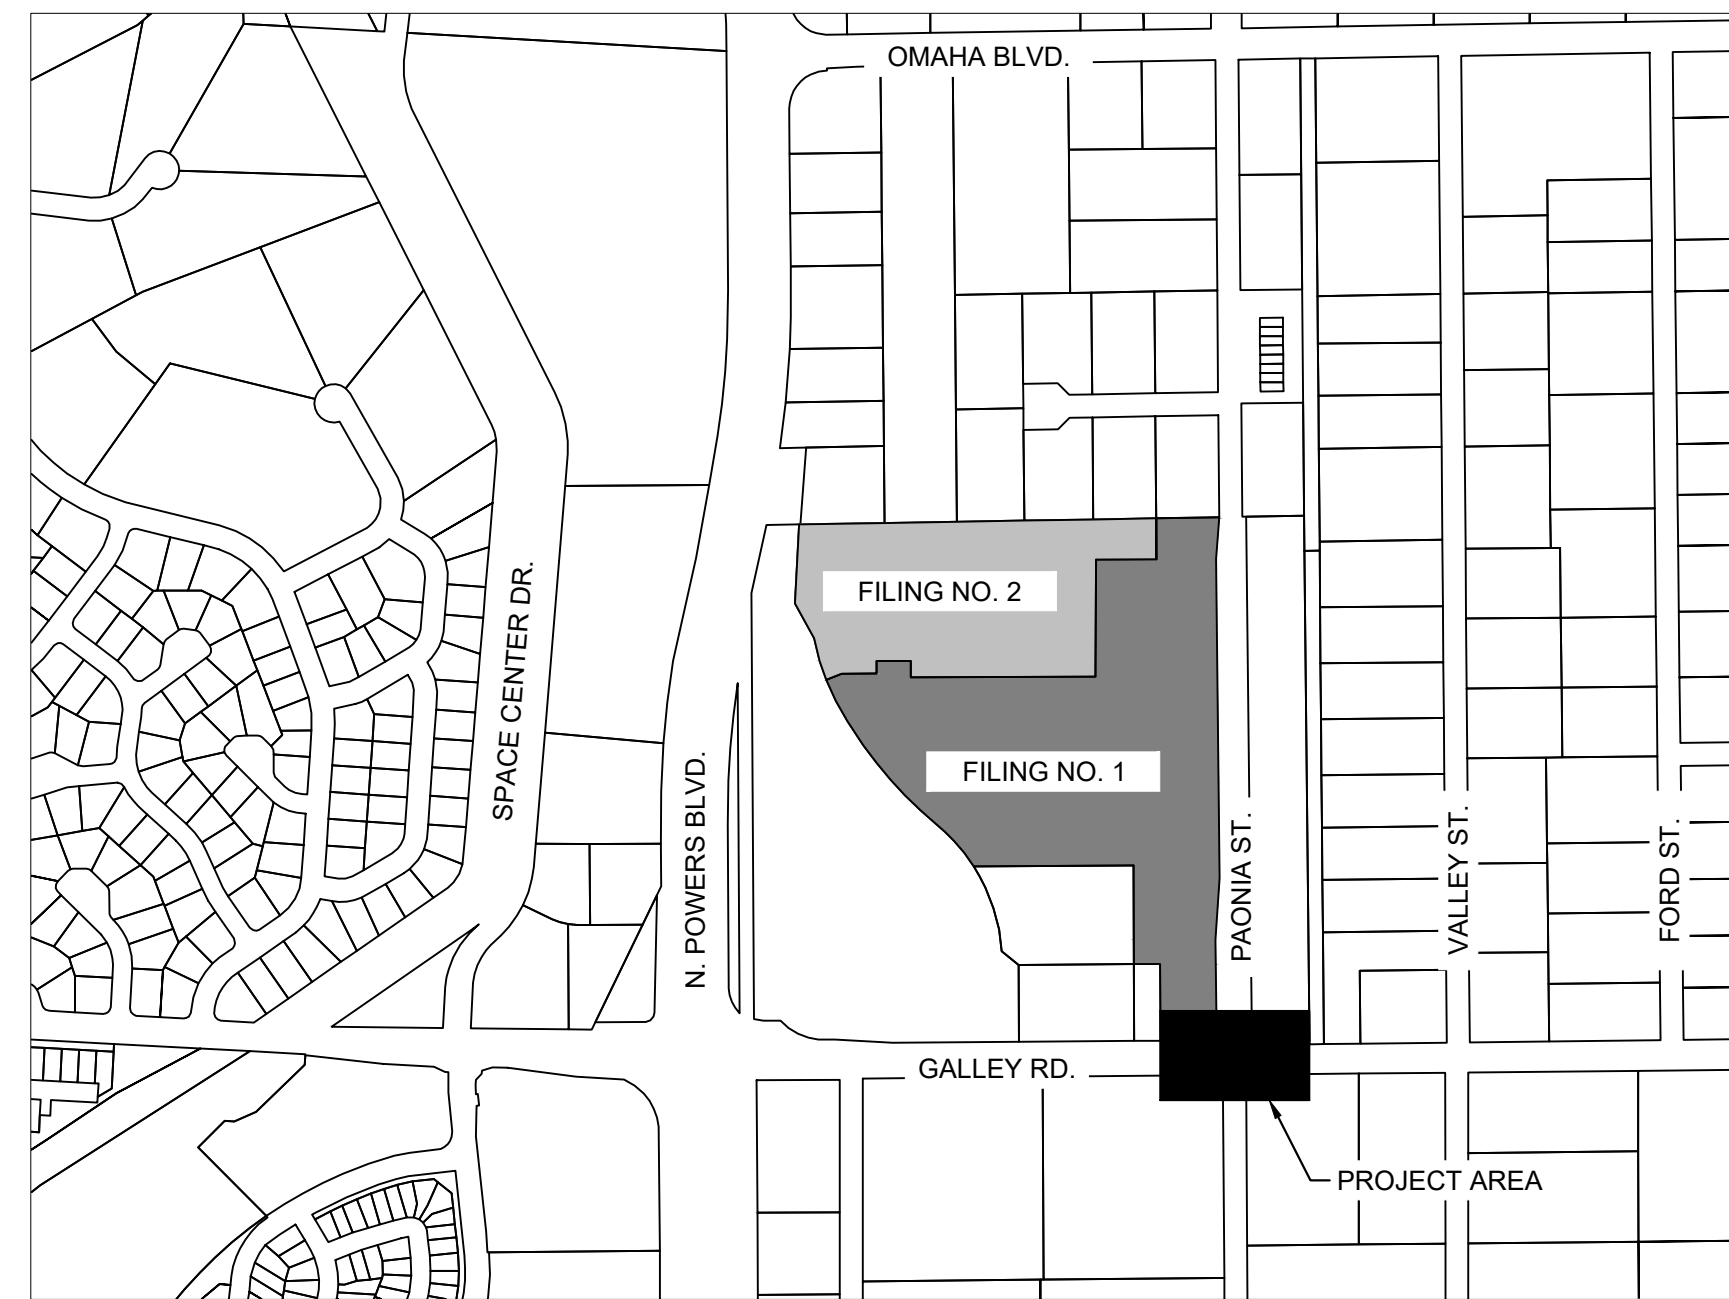 OMAHA BLVD.
FILING NO. 2
SPACE CENTER DR.
FILING NO. 1
N. POWERS BLVD.
PAONIA ST.
VALLEY ST.
FORD ST.
GALLEY RD.
PROJECT AREA